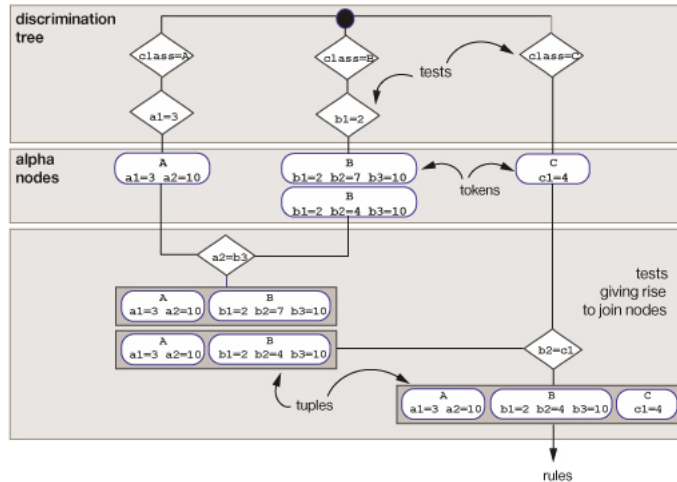 discrimination
tree
class=A
class=B
class=C
tests
a1=3
b1=2
alpha
nodes
A
a1=3 a2=10
B
b1=2 b2=7 b3=10
C
c1=4
tokens
B
b1=2 b2=4 b3=10
a2=b3
tests
giving rise
to join nodes
A
a1=3 a2=10
B
b1=2 b2=7 b3=10
A
a1=3 a2=10
B
b1=2 b2=4 b3=10
b2=c1
tuples
A
a1=3 a2=10
B
b1=2 b2=4 b3=10
C
c1=4
rules